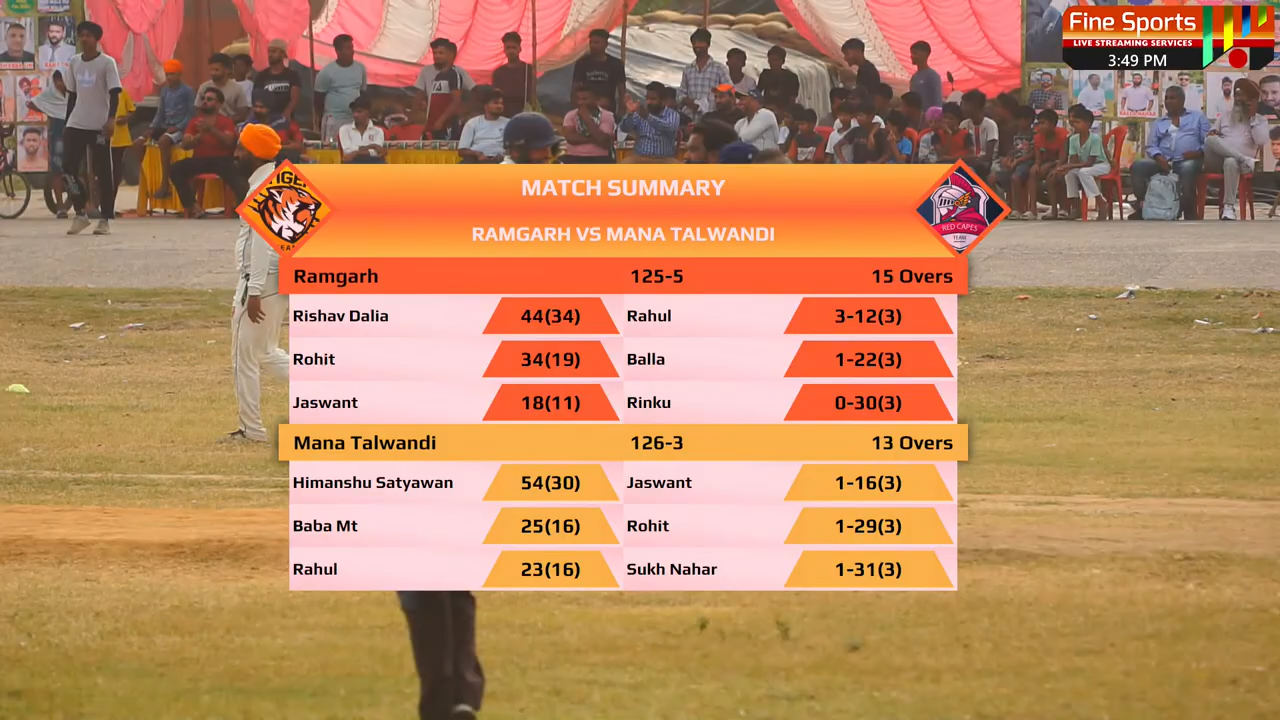 Fine Sports
LIVE STREAMING SERVICES
3:49 PM
TIGER
RED CAPES
TEAM
MATCH SUMMARY
RAMGARH VS MANA TALWANDI
Ramgarh 125-5 15 Overs
Rishav Dalia 44(34) Rahul 3-12(3)
Rohit 34(19) Balla 1-22(3)
Jaswant 18(11) Rinku 0-30(3)
Mana Talwandi 126-3 13 Overs
Himanshu Satyawan 54(30) Jaswant 1-16(3)
Baba Mt 25(16) Rohit 1-29(3)
Rahul 23(16) Sukh Nahar 1-31(3)